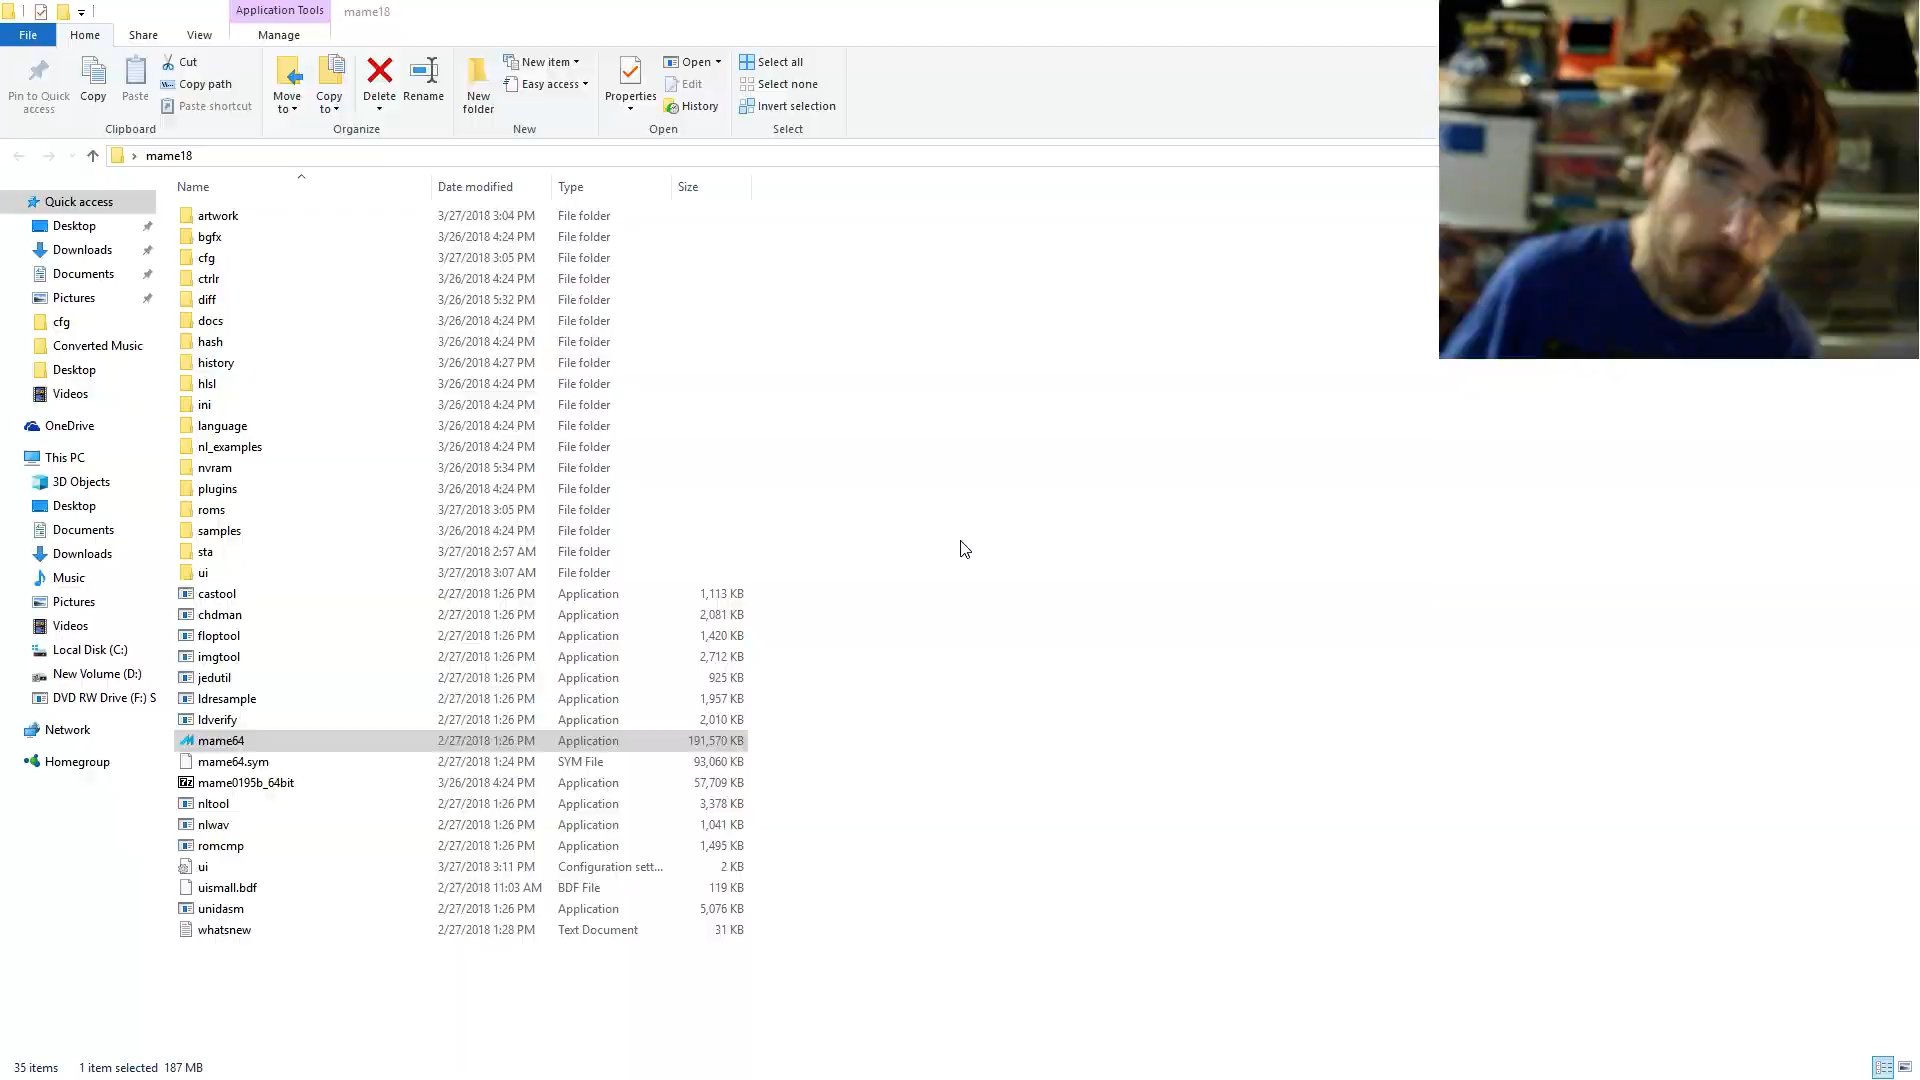 Application Tools
mame18
File
Home
Share
View
Manage
Pin to Quick access
Copy
Paste
Cut
Copy path
Paste shortcut
Clipboard
Move to
Copy to
Delete
Rename
Organize
New folder
New item
Easy access
New
Properties
Open
Edit
History
Open
Select all
Select none
Invert selection
Select
mame18
Quick access
Desktop
Downloads
Documents
Pictures
cfg
Converted Music
Desktop
Videos
OneDrive
This PC
3D Objects
Desktop
Documents
Downloads
Music
Pictures
Videos
Local Disk (C:)
New Volume (D:)
DVD RW Drive (F:) S
Network
Homegroup
Name Date modified Type Size
artwork 3/27/2018 3:04 PM File folder
bgfx 3/26/2018 4:24 PM File folder
cfg 3/27/2018 3:05 PM File folder
ctrlr 3/26/2018 4:24 PM File folder
diff 3/26/2018 5:32 PM File folder
docs 3/26/2018 4:24 PM File folder
hash 3/26/2018 4:24 PM File folder
history 3/26/2018 4:27 PM File folder
hlsl 3/26/2018 4:24 PM File folder
ini 3/26/2018 4:24 PM File folder
language 3/26/2018 4:24 PM File folder
nl_examples 3/26/2018 4:24 PM File folder
nvram 3/26/2018 5:34 PM File folder
plugins 3/26/2018 4:24 PM File folder
roms 3/27/2018 3:05 PM File folder
samples 3/26/2018 4:24 PM File folder
sta 3/27/2018 2:57 AM File folder
ui 3/27/2018 3:07 AM File folder
castool 2/27/2018 1:26 PM Application 1,113 KB
chdman 2/27/2018 1:26 PM Application 2,081 KB
floptool 2/27/2018 1:26 PM Application 1,420 KB
imgtool 2/27/2018 1:26 PM Application 2,712 KB
jedutil 2/27/2018 1:26 PM Application 925 KB
ldresample 2/27/2018 1:26 PM Application 1,957 KB
ldverify 2/27/2018 1:26 PM Application 2,010 KB
mame64 2/27/2018 1:26 PM Application 191,570 KB
mame64.sym 2/27/2018 1:24 PM SYM File 93,060 KB
mame0195b_64bit 3/26/2018 4:24 PM Application 57,709 KB
nltool 2/27/2018 1:26 PM Application 3,378 KB
nlwav 2/27/2018 1:26 PM Application 1,041 KB
romcmp 2/27/2018 1:26 PM Application 1,495 KB
ui 3/27/2018 3:11 PM Configuration sett... 2 KB
uismall.bdf 2/27/2018 11:03 AM BDF File 119 KB
unidasm 2/27/2018 1:26 PM Application 5,076 KB
whatsnew 2/27/2018 1:28 PM Text Document 31 KB
35 items 1 item selected 187 MB